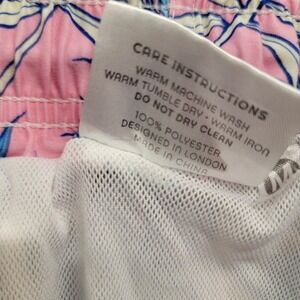 CARE INSTRUCTIONS
WARM MACHINE WASH
WARM TUMBLE DRY - WARM IRON
DO NOT DRY CLEAN
100% POLYESTER
DESIGNED IN LONDON
MADE IN CHINA